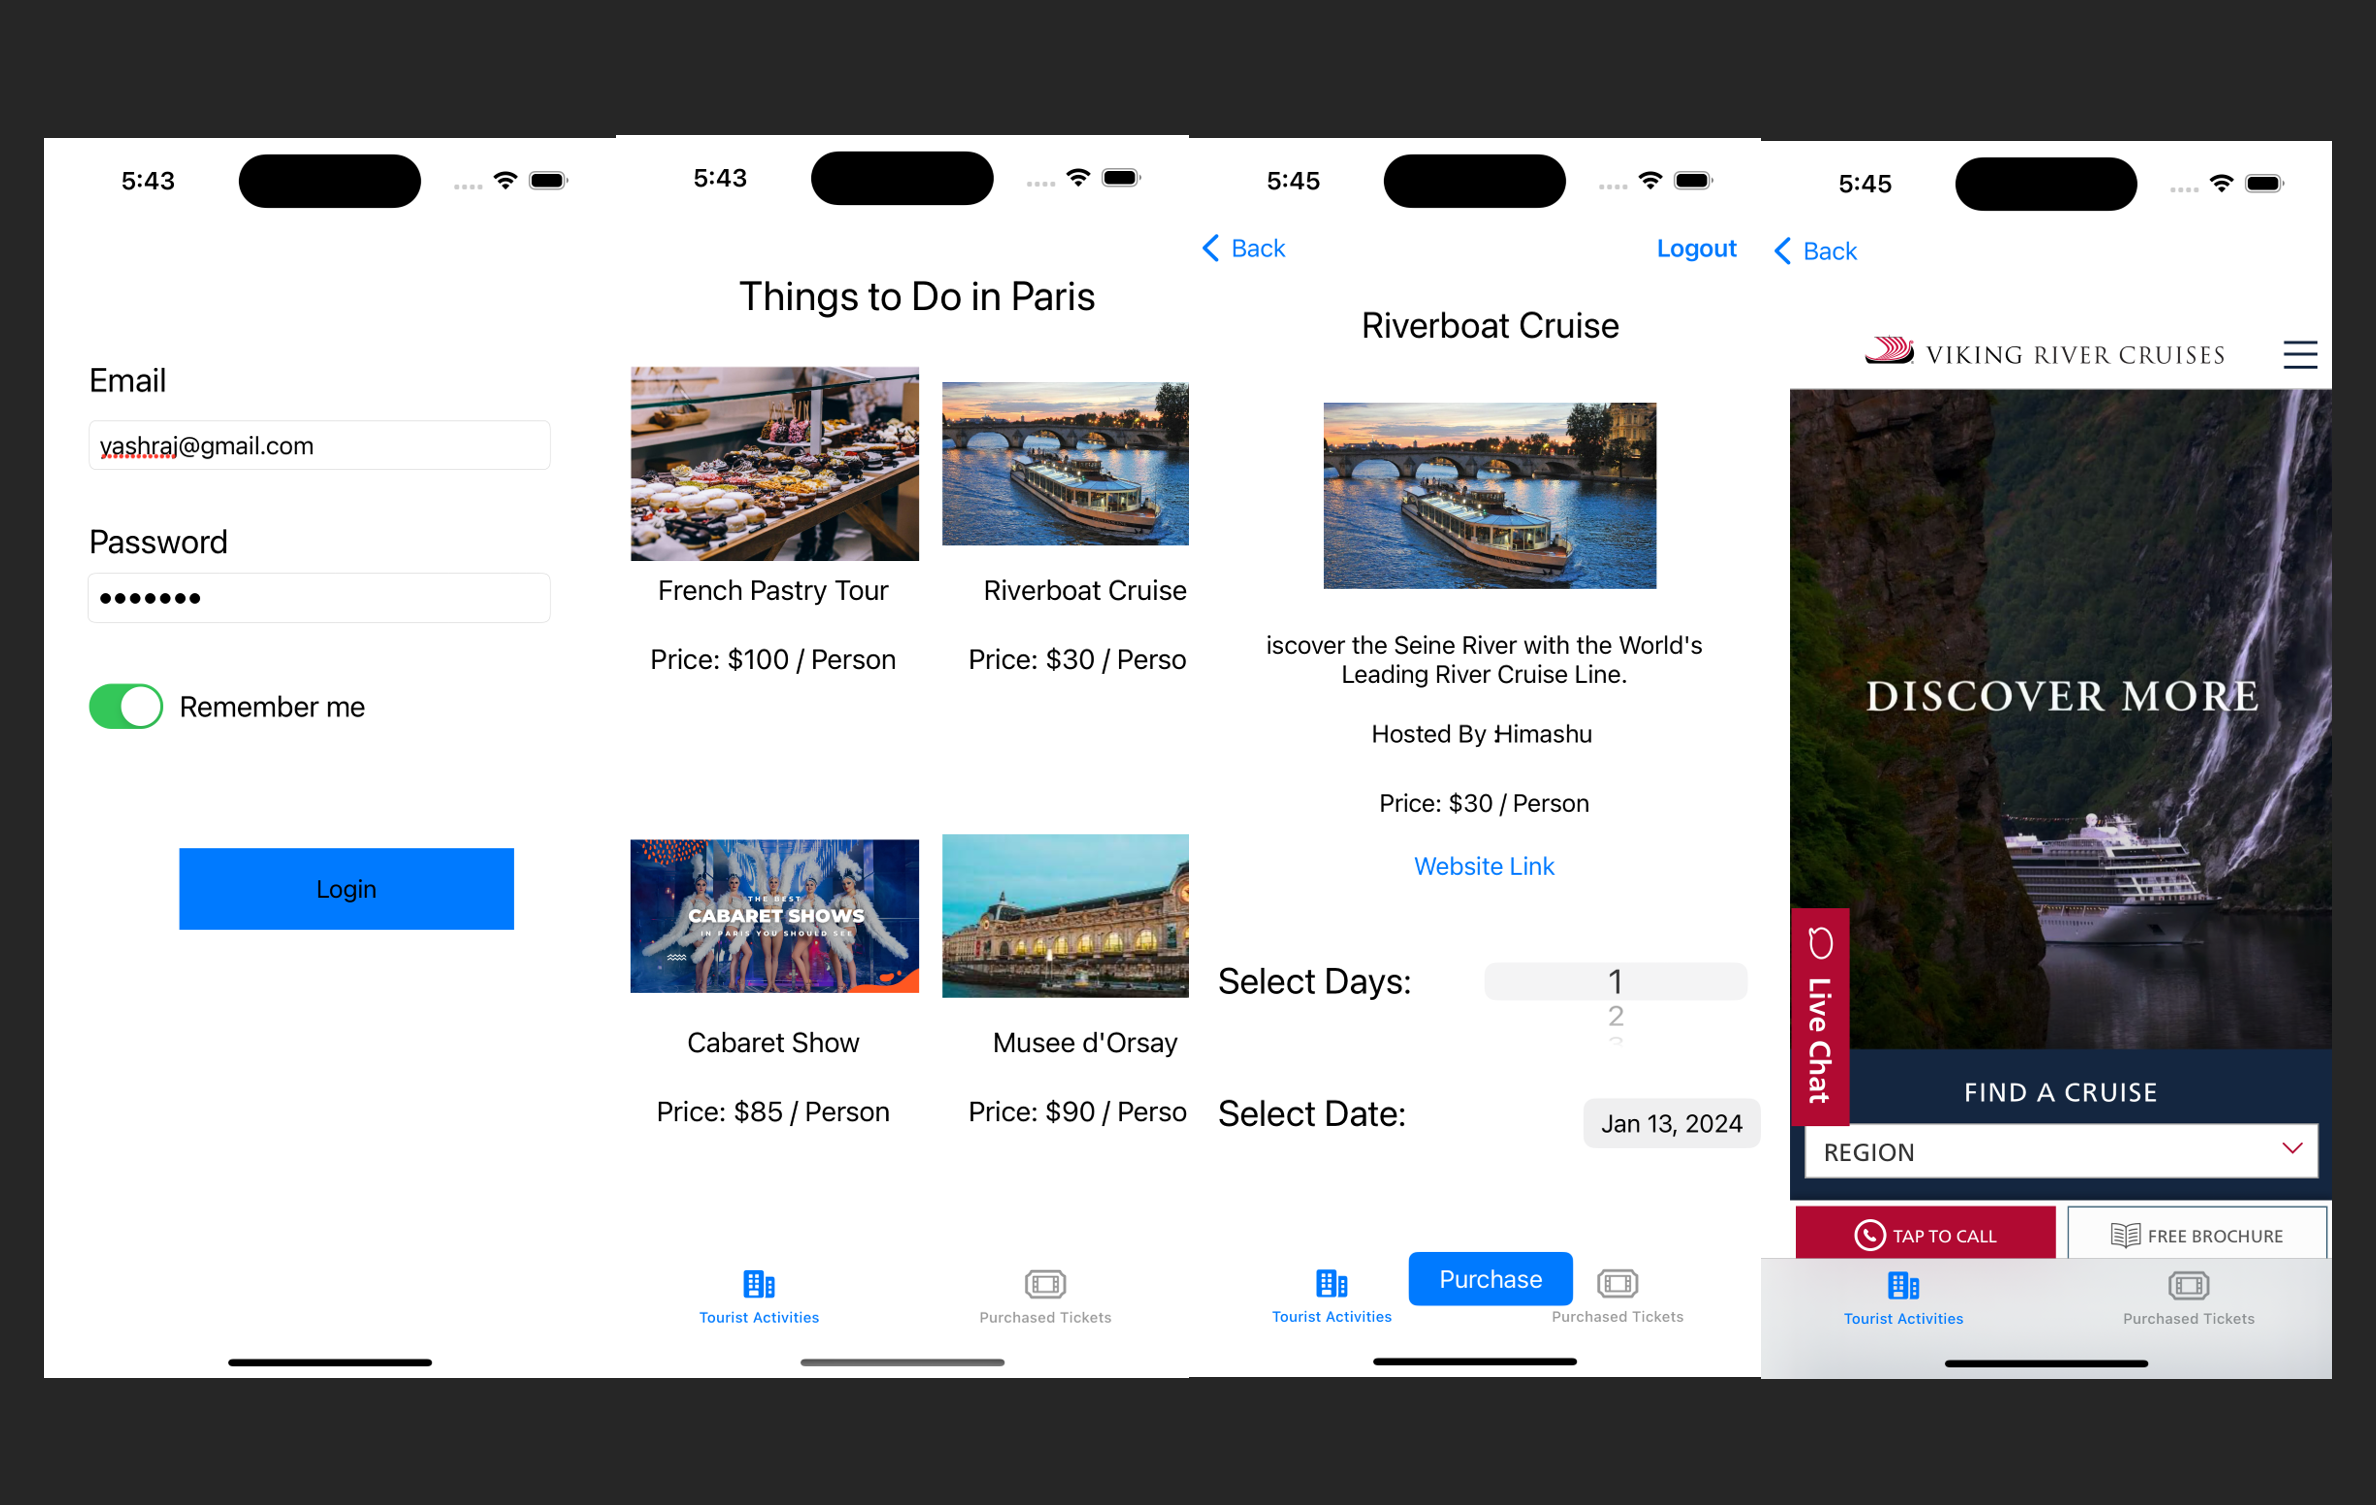 5:43
Email
yashraj@gmail.com
Password
Remember me
Login
5:43
Things to Do in Paris
French Pastry Tour
Price: $100 / Person
Riverboat Cruise
Price: $30 / Perso
THE BEST
CABARET SHOWS
IN PARIS YOU SHOULD SEE
Cabaret Show
Price: $85 / Person
Musee d'Orsay
Price: $90 / Perso
Tourist Activities
Purchased Tickets
5:45
Back
Logout
Riverboat Cruise
iscover the Seine River with the World's
Leading River Cruise Line.
Hosted By :Himashu
Price: $30 / Person
Website Link
Select Days:
1
2
3
Select Date:
Jan 13, 2024
Purchase
Tourist Activities
Purchased Tickets
5:45
Back
VIKING RIVER CRUISES
DISCOVER MORE
Live Chat
FIND A CRUISE
REGION
TAP TO CALL
FREE BROCHURE
Tourist Activities
Purchased Tickets